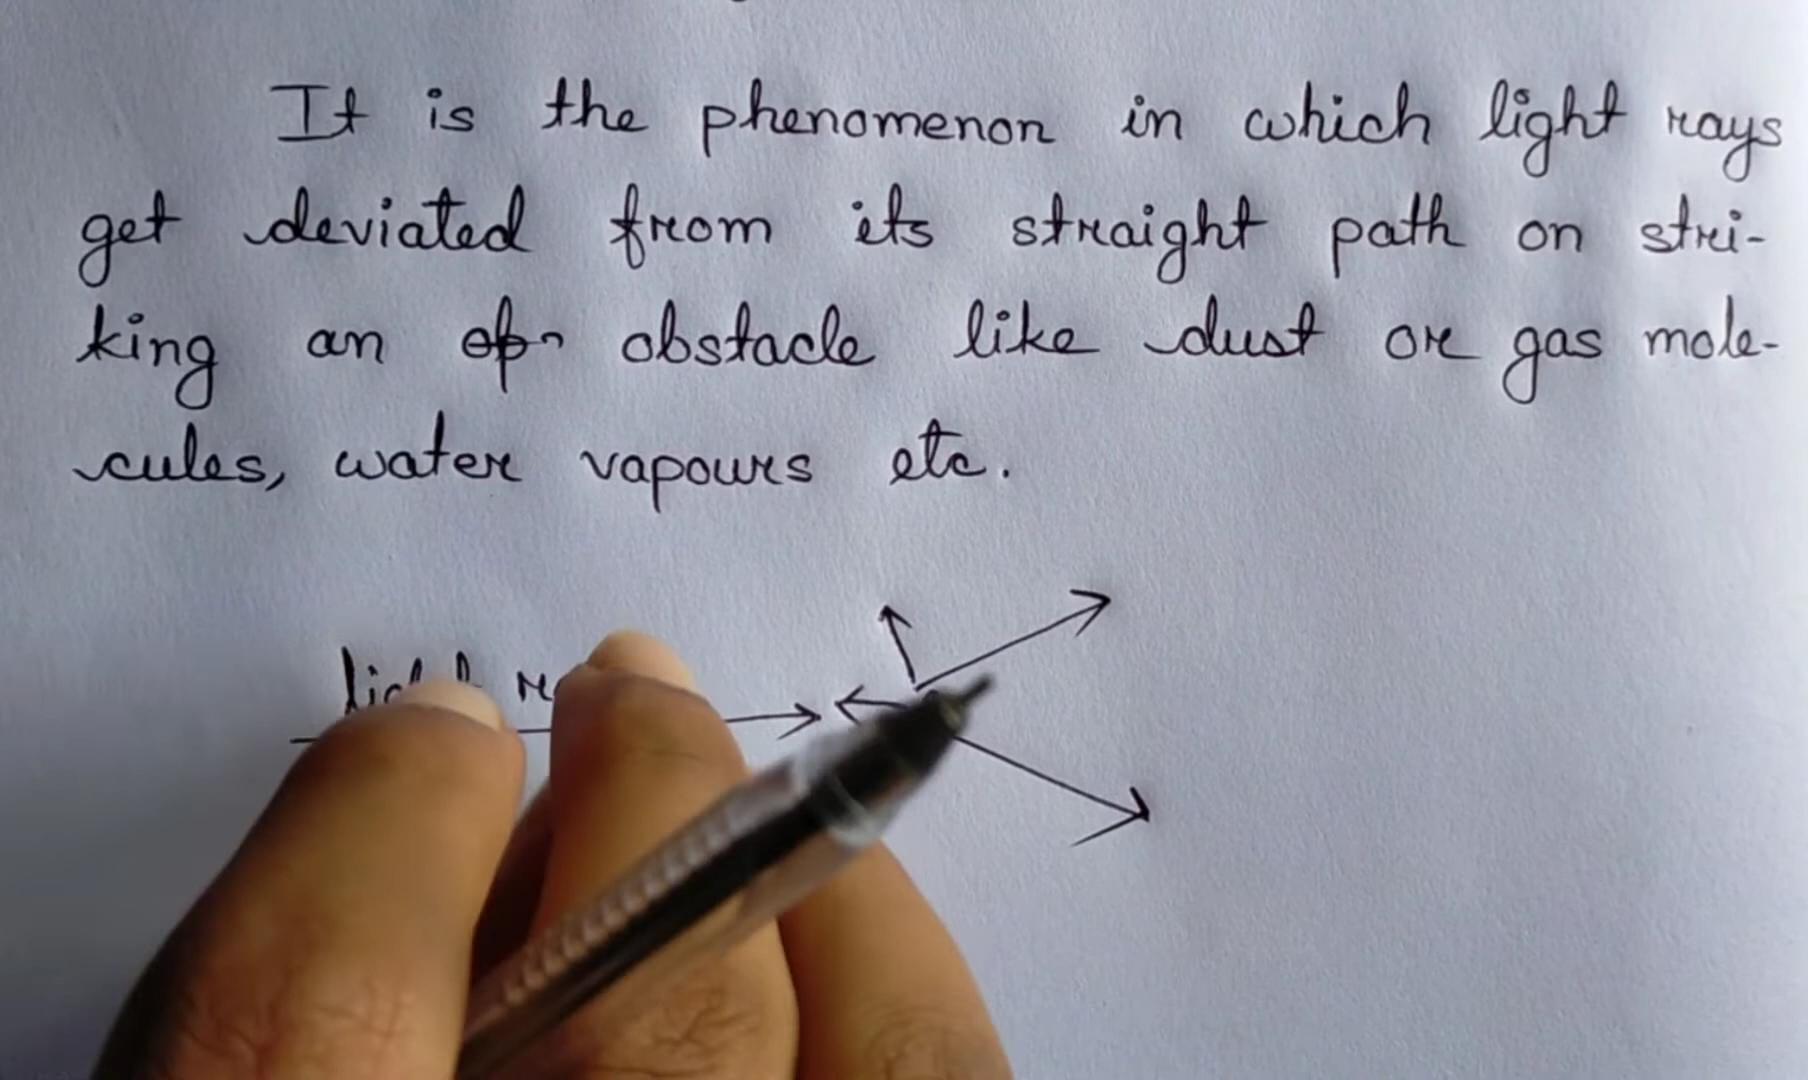 It is the phenomenon in which light rays
get deviated from its straight path on stri-
king an obstacle like dust or gas mole-
cules, water vapours etc.